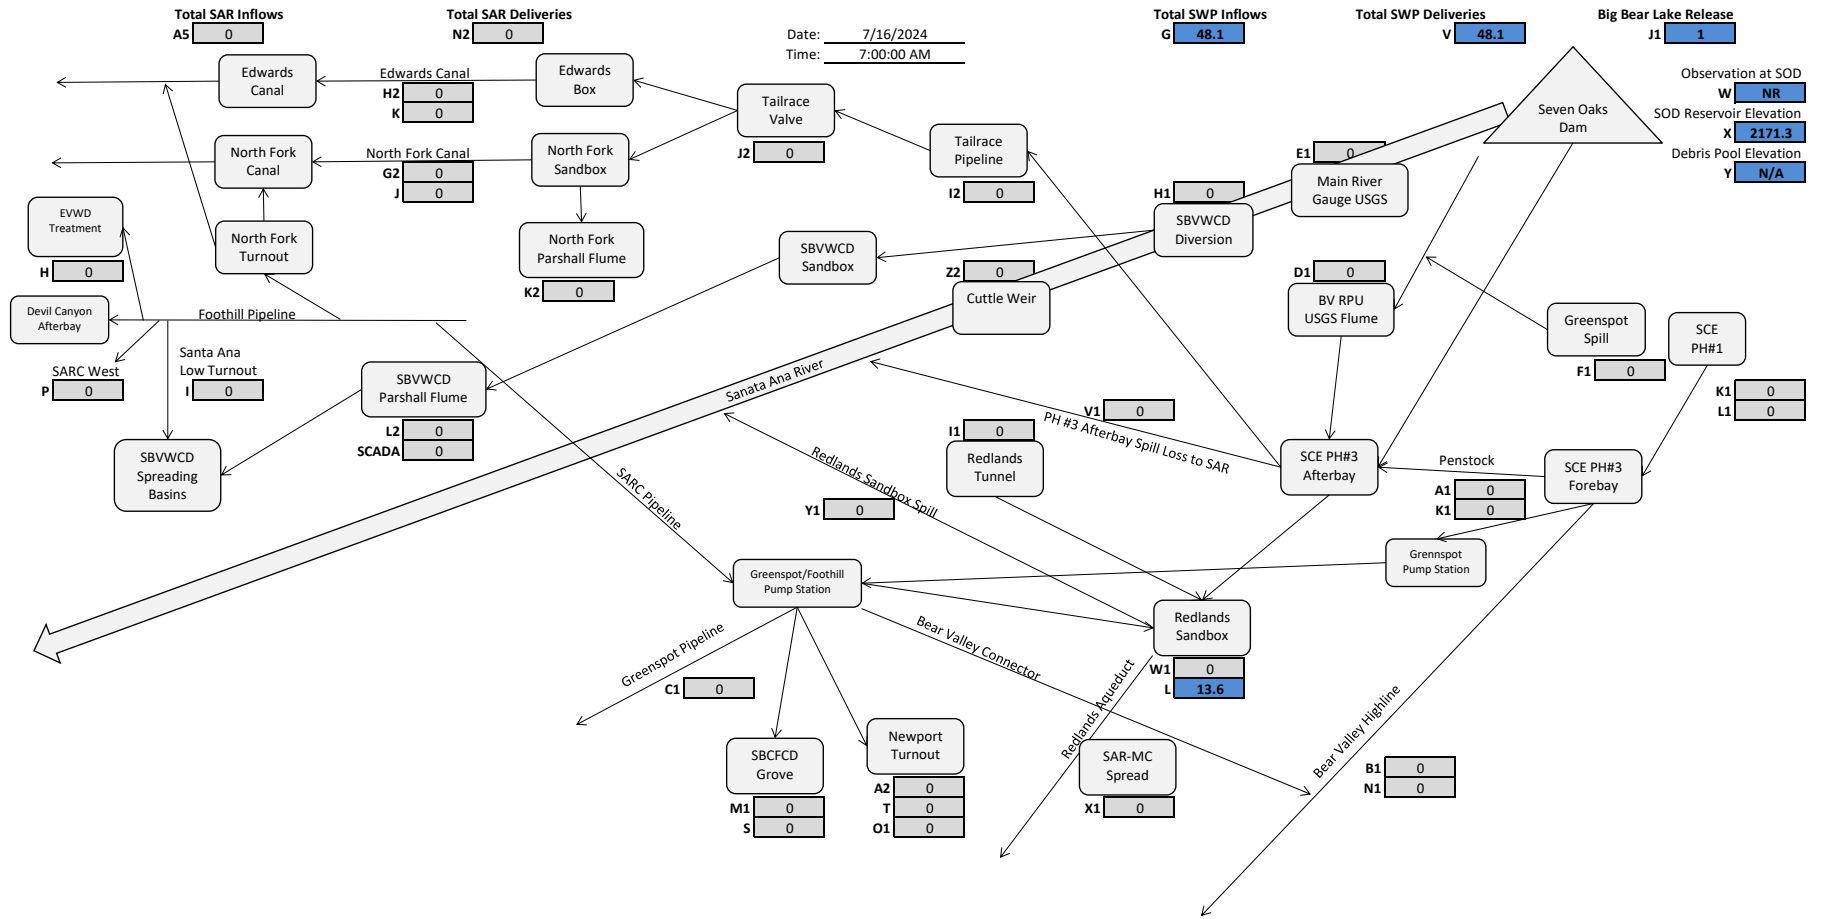 Total SAR Inflows
A5 0
Total SAR Deliveries
N2 0
Date: 7/16/2024
Time: 7:00:00 AM
Total SWP Inflows
G 48.1
Total SWP Deliveries
V 48.1
Big Bear Lake Release
J1 1
Observation at SOD
W NR
SOD Reservoir Elevation
X 2171.3
Debris Pool Elevation
Y N/A
Seven Oaks
Dam
Edwards
Canal
Edwards Canal
H2 0
K 0
Edwards
Box
Tailrace
Valve
J2 0
Tailrace
Pipeline
I2 0
E1 0
Main River
Gauge USGS
H1 0
SBVWCD
Diversion
North Fork
Canal
North Fork Canal
G2 0
J 0
North Fork
Sandbox
North Fork
Parshall Flume
K2 0
EVWD
Treatment
H 0
North Fork
Turnout
SBVWCD
Sandbox
Z2 0
Cuttle Weir
D1 0
BV RPU
USGS Flume
Greenspot
Spill
F1 0
SCE
PH#1
K1 0
L1 0
Devil Canyon
Afterbay
Foothill Pipeline
SARC West
P 0
Santa Ana
Low Turnout
I 0
SBVWCD
Parshall Flume
L2 0
SCADA 0
SBVWCD
Spreading
Basins
Sanata Ana River
V1 0
PH #3 Afterbay Spill Loss to SAR
I1 0
Redlands
Tunnel
Redlands Sandbox Spill
Y1 0
SARC Pipeline
SCE PH#3
Afterbay
Penstock
A1 0
K1 0
SCE PH#3
Forebay
Grennspot
Pump Station
Greenspot/Foothill
Pump Station
Redlands
Sandbox
W1 0
L 13.6
Greenspot Pipeline
C1 0
Bear Valley Connector
Redlands Aqueduct
Bear Valley Highline
SBCFCD
Grove
M1 0
S 0
Newport
Turnout
A2 0
T 0
O1 0
SAR-MC
Spread
X1 0
B1 0
N1 0